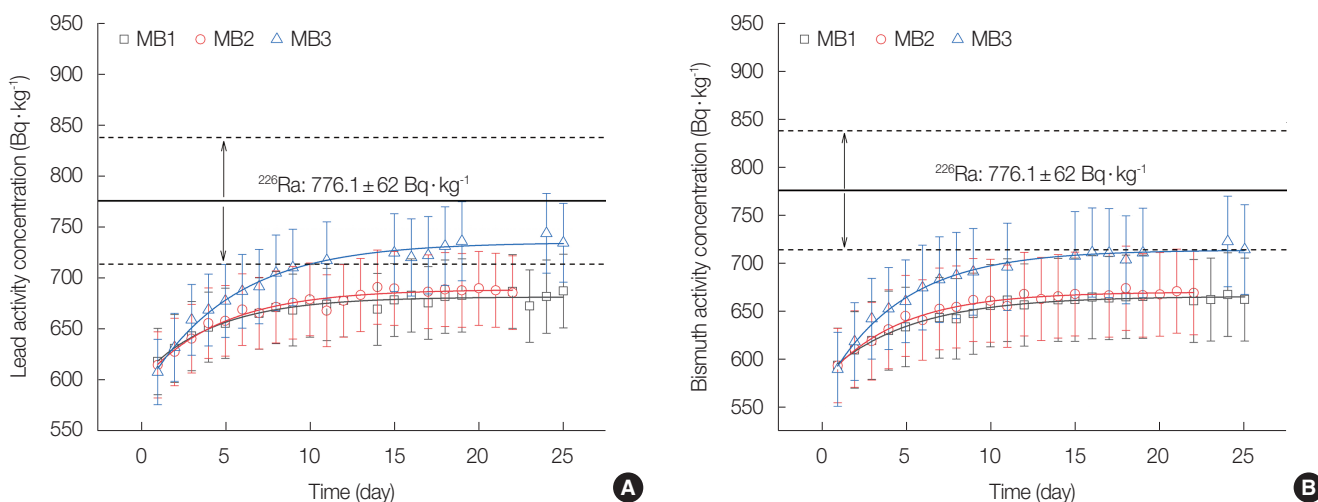 Lead activity concentration (Bq·kg⁻¹)
950
900
850
800
750
700
650
600
550
MB1 MB2 MB3
²²⁶Ra: 776.1±62 Bq·kg⁻¹
0 5 10 15 20 25
Time (day)
A
Bismuth activity concentration (Bq·kg⁻¹)
950
900
850
800
750
700
650
600
550
MB1 MB2 MB3
²²⁶Ra: 776.1±62 Bq·kg⁻¹
0 5 10 15 20 25
Time (day)
B